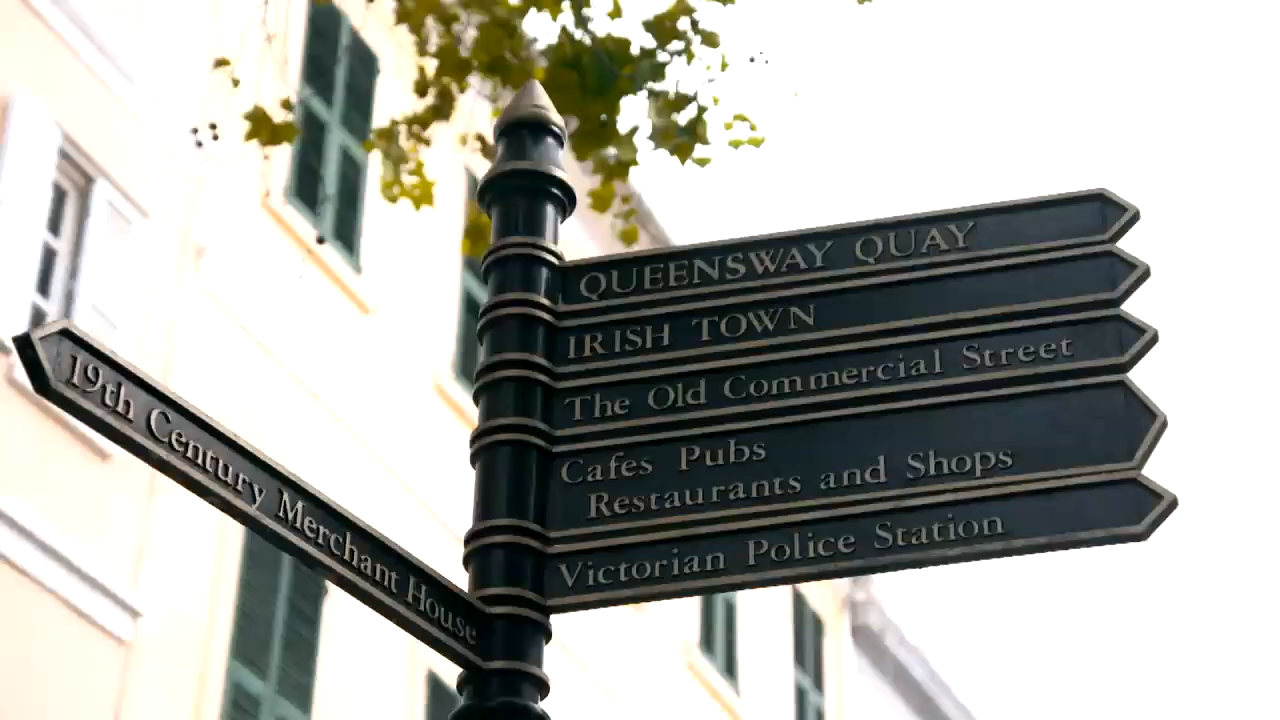 QUEENSWAY QUAY
IRISH TOWN
The Old Commercial Street
Cafes Pubs
Restaurants and Shops
Victorian Police Station
19th Century Merchant House